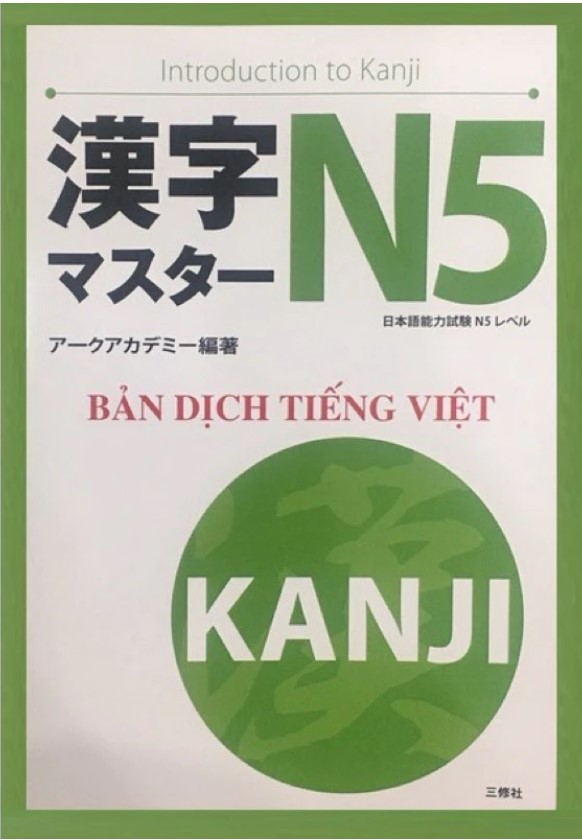 Introduction to Kanji
漢字
マスター
N5
日本語能力試験 N5 レベル
アークアカデミー編著
BẢN DỊCH TIẾNG VIỆT
KANJI
三修社